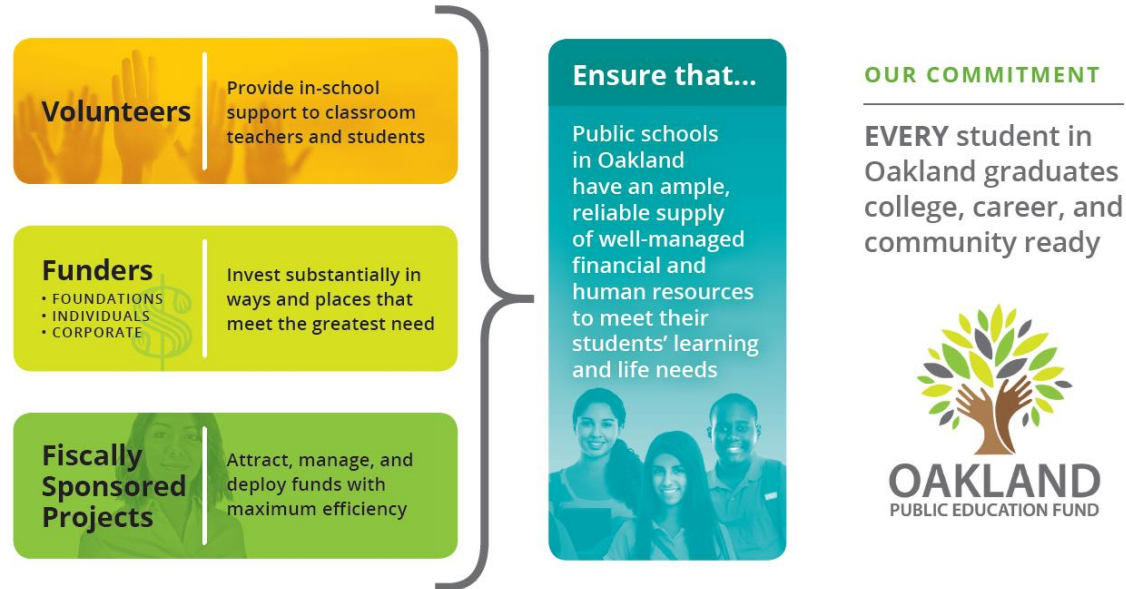 Volunteers
Provide in-school
support to classroom
teachers and students
Funders
• FOUNDATIONS
• INDIVIDUALS
• CORPORATE
$
Invest substantially in
ways and places that
meet the greatest need
Fiscally
Sponsored
Projects
Attract, manage, and
deploy funds with
maximum efficiency
Ensure that...
Public schools
in Oakland
have an ample,
reliable supply
of well-managed
financial and
human resources
to meet their
students’ learning
and life needs
OUR COMMITMENT
EVERY student in
Oakland graduates
college, career, and
community ready
OAKLAND
PUBLIC EDUCATION FUND